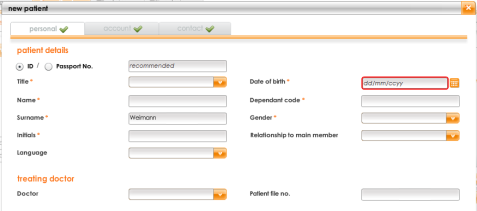 new patient
personal account contact
patient details
ID / Passport No. recommended
Title * Date of birth * dd/mm/ccyy
Name * Dependant code *
Surname * Weimann Gender *
Initials * Relationship to main member
Language
treating doctor
Doctor Patient file no.